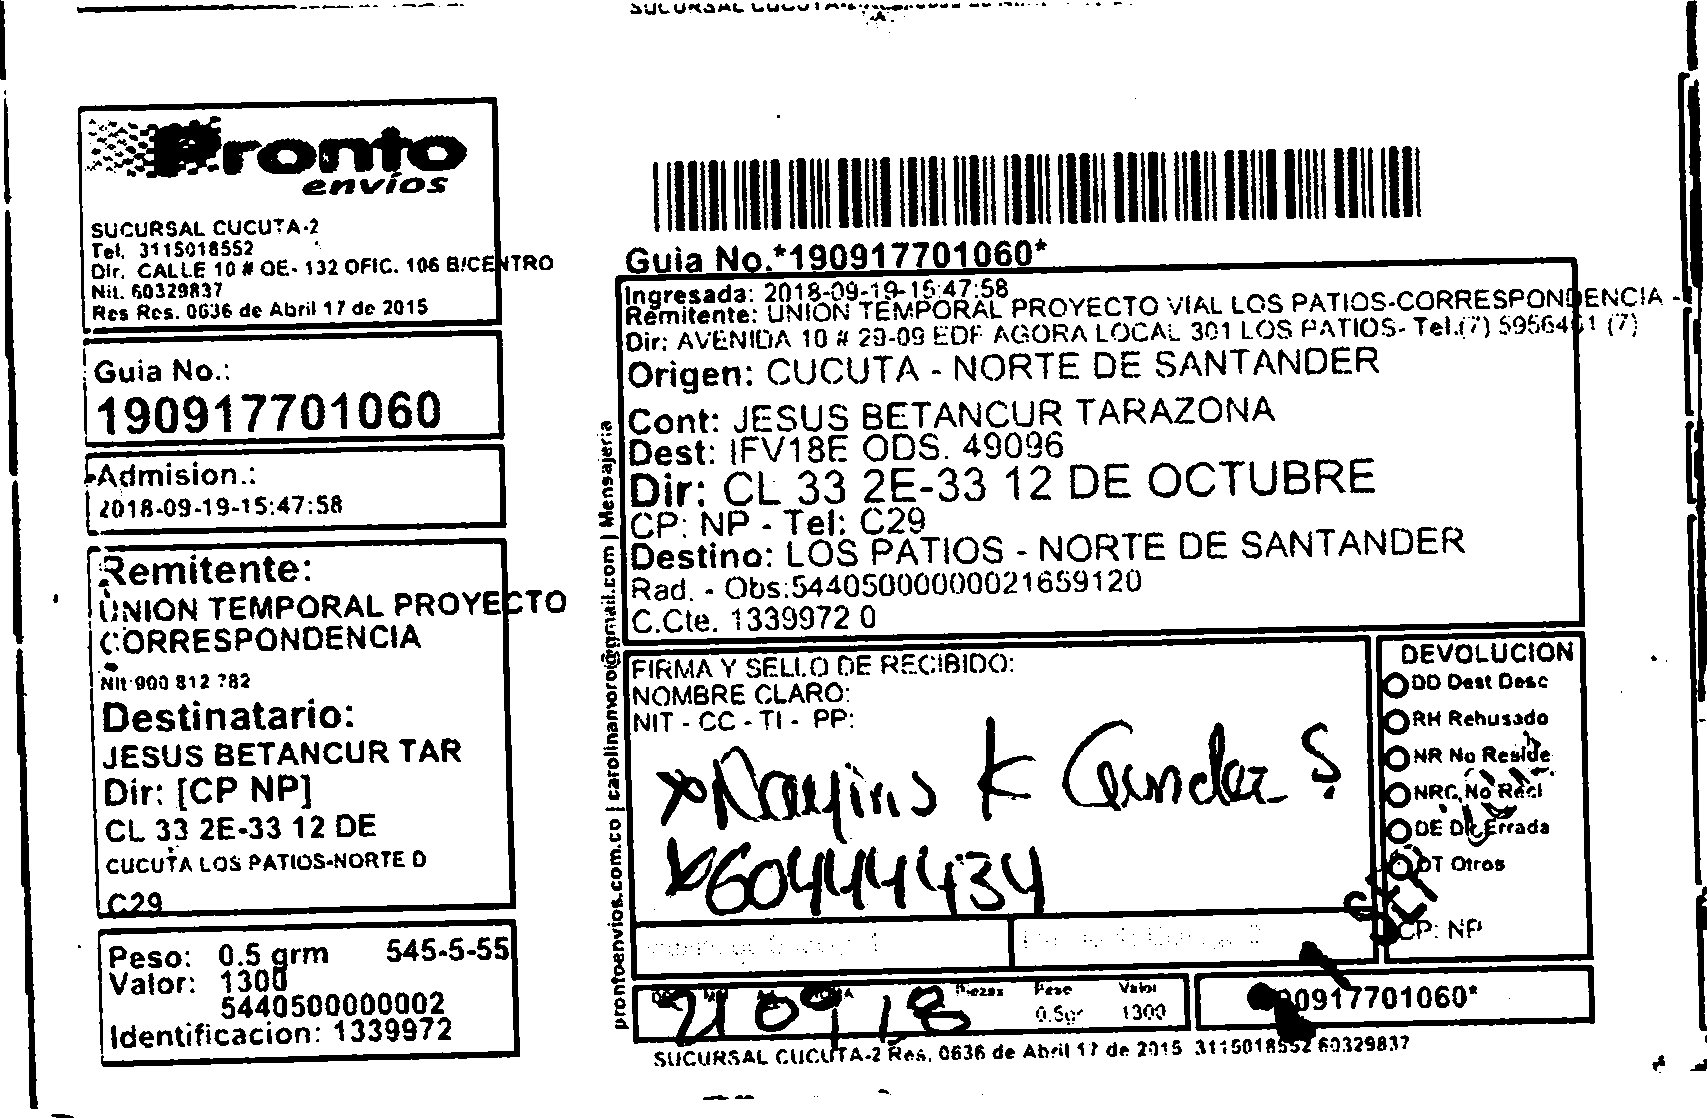 Pronto
envíos
SUCURSAL CUCUTA-2
Tel. 3115018552
Dir. CALLE 10 # OE- 132 OFIC. 106 B/CENTRO
Nit. 60329837
Res Res. 0636 de Abril 17 de 2015
Guia No.:
190917701060
Admision.:
2018-09-19-15:47:58
Remitente:
UNION TEMPORAL PROYECTO
CORRESPONDENCIA
Nit 900 812 782
Destinatario:
JESUS BETANCUR TAR
Dir: [CP NP]
CL 33 2E-33 12 DE
CUCUTA LOS PATIOS-NORTE D
C29
Peso: 0.5 grm 545-5-55
Valor: 1300
5440500000002
Identificacion: 1339972
Guia No.*190917701060*
Ingresada: 2018-09-19-15:47:58
Remitente: UNION TEMPORAL PROYECTO VIAL LOS PATIOS-CORRESPONDENCIA -
Dir: AVENIDA 10 # 29-09 EDF AGORA LOCAL 301 LOS PATIOS- Tel.(7) 5956461 (7)
Origen: CUCUTA - NORTE DE SANTANDER
Cont: JESUS BETANCUR TARAZONA
Dest: IFV18E ODS. 49096
Dir: CL 33 2E-33 12 DE OCTUBRE
CP: NP - Tel: C29
Destino: LOS PATIOS - NORTE DE SANTANDER
Rad. - Obs:54405000000021659120
C.Cte. 1339972 0
prontoenvios.com.co | carolinanworo@gmail.com | Mensajeria
FIRMA Y SELLO DE RECIBIDO:
NOMBRE CLARO:
NIT - CC - TI - PP:
K
60444434
DEVOLUCION
DD Dest Desc
RH Rehusado
NR No Reside
NRC No Recl
DE Dir Errada
OT Otros
CP: NP
21 09 18
Piezas Peso Valor
0.5gr 1300
90917701060*
SUCURSAL CUCUTA-2 Res. 0636 de Abril 17 de 2015 3115018552 60329837